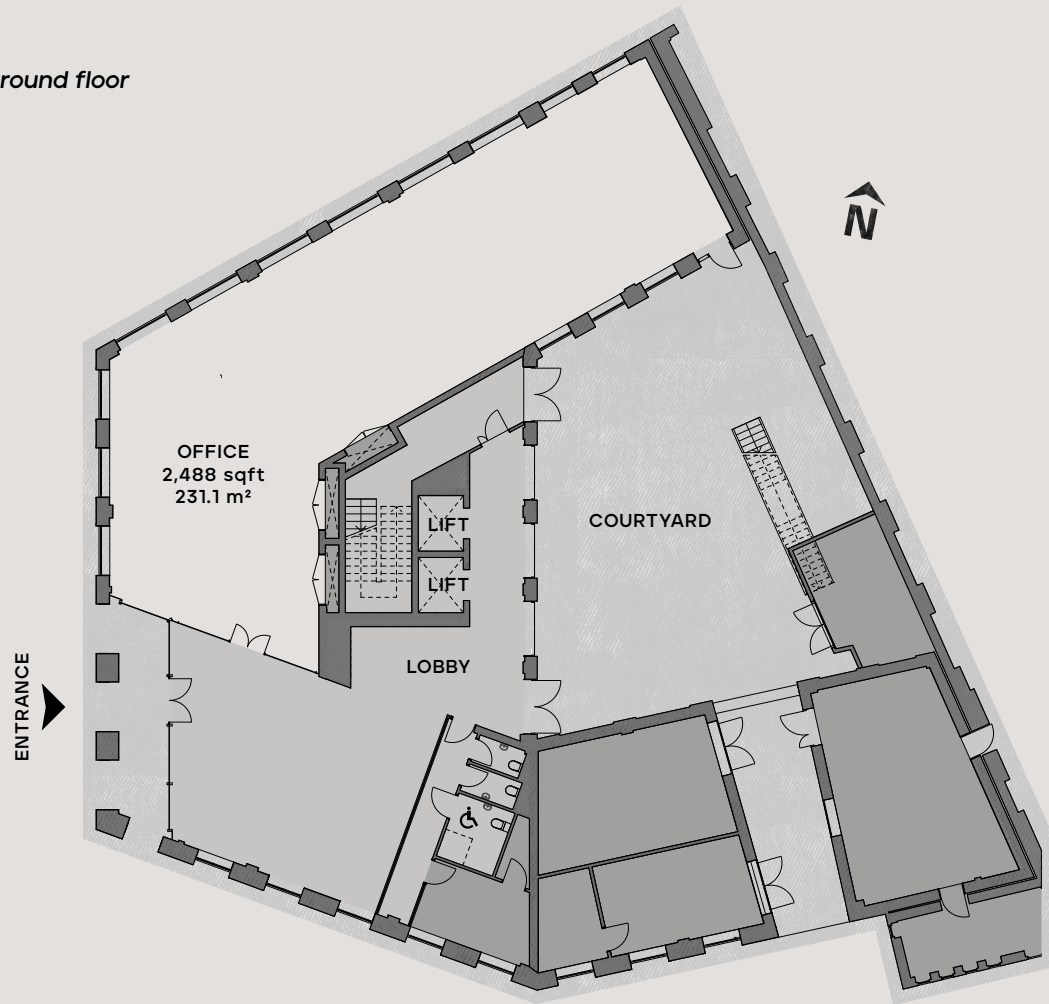 round floor
N
OFFICE
2,488 sqft
231.1 m²
LIFT
COURTYARD
LIFT
LOBBY
ENTRANCE